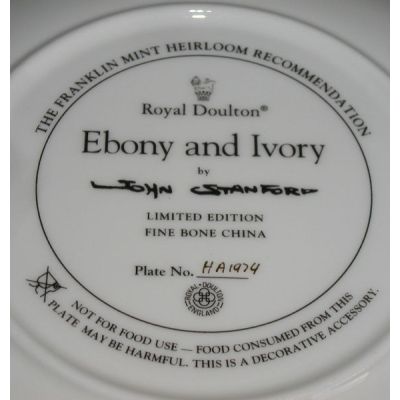 THE FRANKLIN MINT HEIRLOOM RECOMMENDATION
Royal Doulton®
Ebony and Ivory
by
JOHN STANFORD
LIMITED EDITION
FINE BONE CHINA
Plate No. HA1974
ROYAL DOULTON
ENGLAND
NOT FOR FOOD USE — FOOD CONSUMED FROM THIS
PLATE MAY BE HARMFUL. THIS IS A DECORATIVE ACCESSORY.